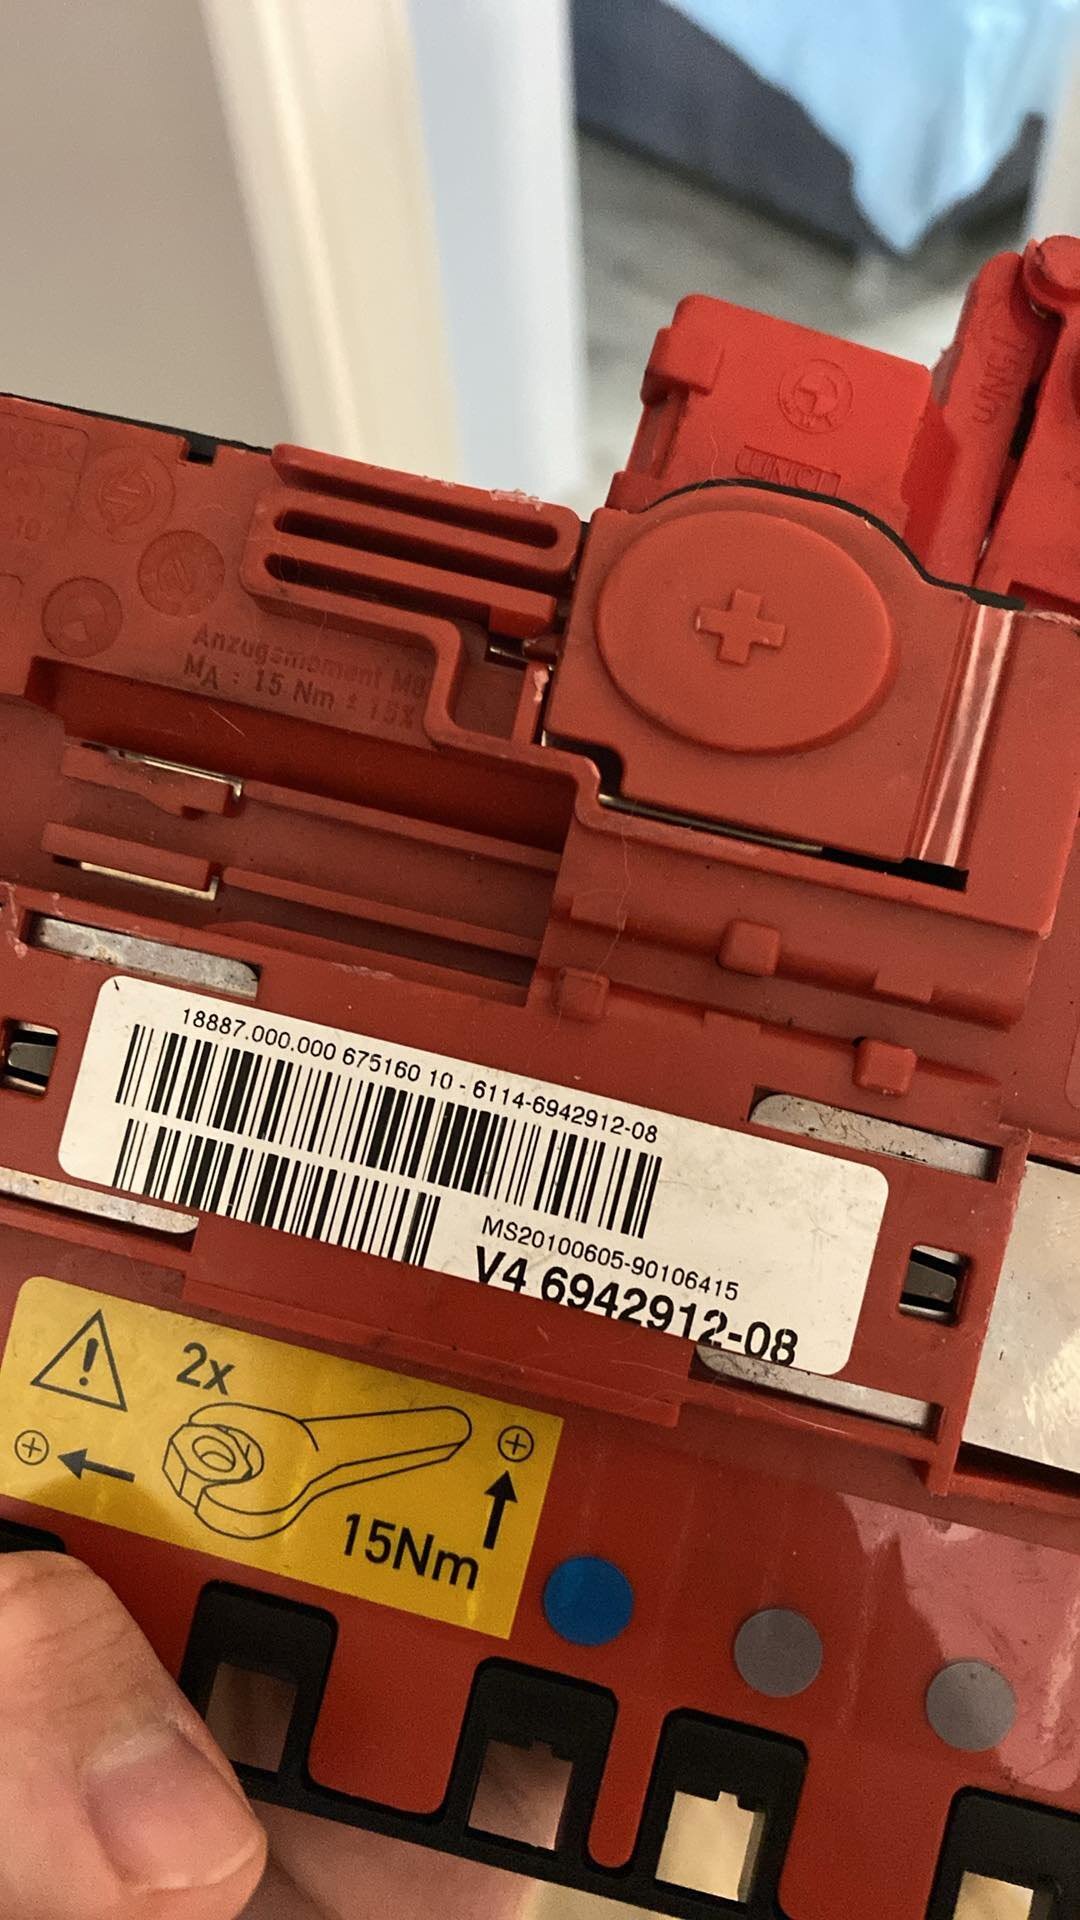 Anzugsmoment M8
MA : 15 Nm ± 15%
18887.000.000 675160 10 - 6114-6942912-08
MS20100605-90106415
V4 6942912-08
2x
15Nm